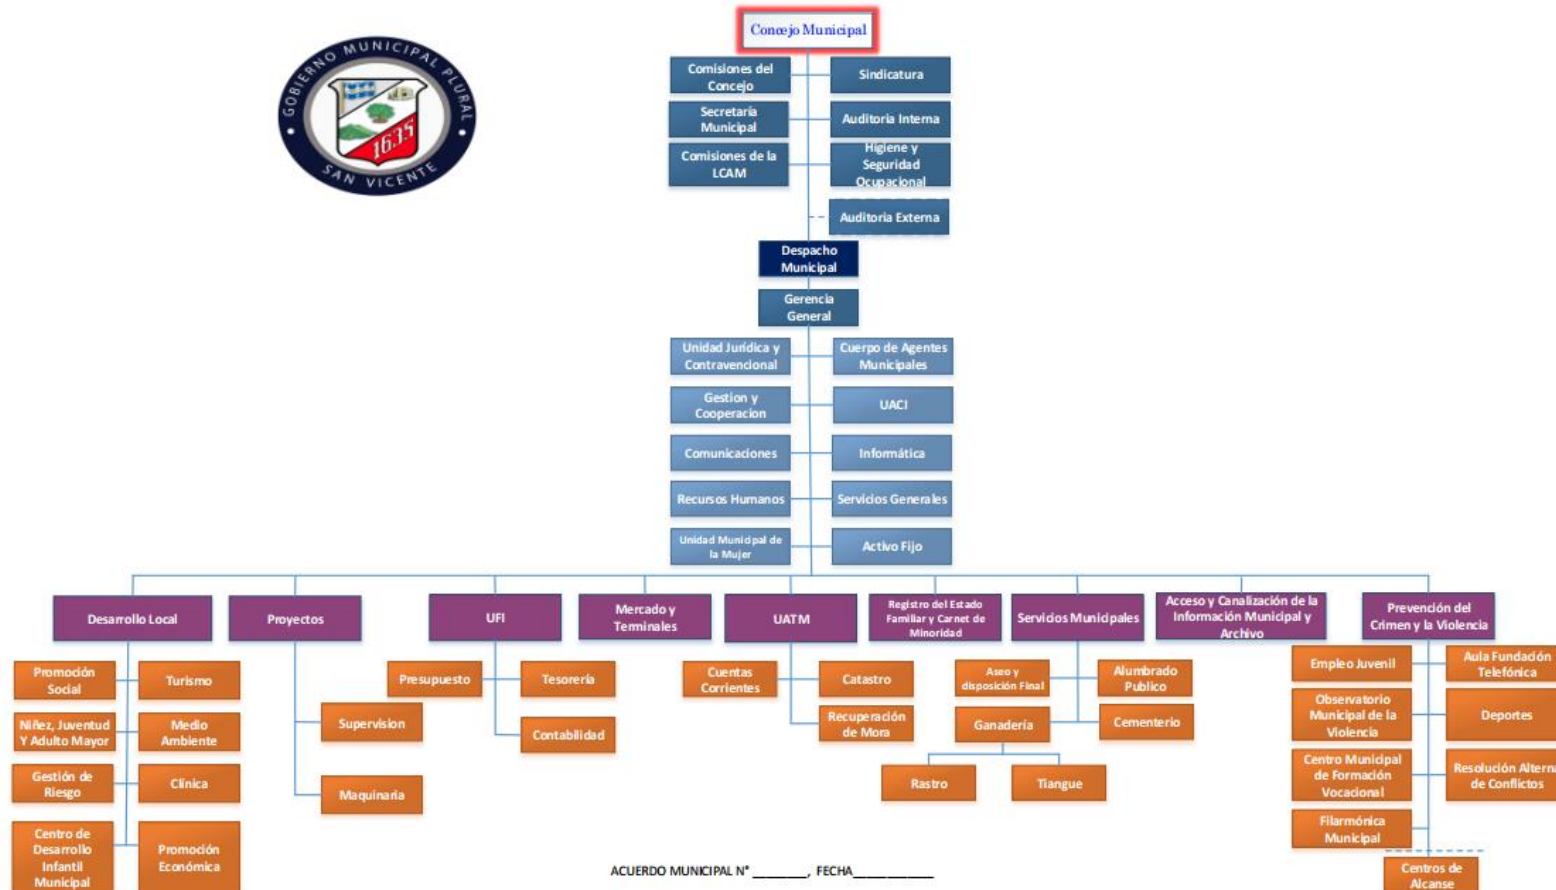 Concejo Municipal
GOBIERNO MUNICIPAL PLURAL
1635
SAN VICENTE
Comisiones del
Concejo
Sindicatura
Secretaría
Municipal
Auditoria Interna
Comisiones de la
LCAM
Higiene y
Seguridad
Ocupacional
Auditoria Externa
Despacho
Municipal
Gerencia
General
Unidad Jurídica y
Contravencional
Cuerpo de Agentes
Municipales
Gestion y
Cooperacion
UACI
Comunicaciones
Informática
Recursos Humanos
Servicios Generales
Unidad Municipal de
la Mujer
Activo Fijo
Desarrollo Local
Proyectos
UFI
Mercado y
Terminales
UATM
Registro del Estado
Familiar y Carnet de
Minoridad
Servicios Municipales
Acceso y Canalización de la
Información Municipal y
Archivo
Prevención del
Crimen y la Violencia
Promoción
Social
Turismo
Niñez, Juventud
Y Adulto Mayor
Medio
Ambiente
Gestión de
Riesgo
Clínica
Centro de
Desarrollo
Infantil
Municipal
Promoción
Económica
Supervision
Maquinaria
Presupuesto
Tesorería
Contabilidad
Cuentas
Corrientes
Catastro
Recuperación
de Mora
Aseo y
disposición Final
Alumbrado
Publico
Ganadería
Cementerio
Rastro
Tiangue
Empleo Juvenil
Aula Fundación
Telefónica
Observatorio
Municipal de la
Violencia
Deportes
Centro Municipal
de Formación
Vocacional
Resolución Alterna
de Conflictos
Filarmónica
Municipal
Centros de
Alcanse
ACUERDO MUNICIPAL N° ________, FECHA____________